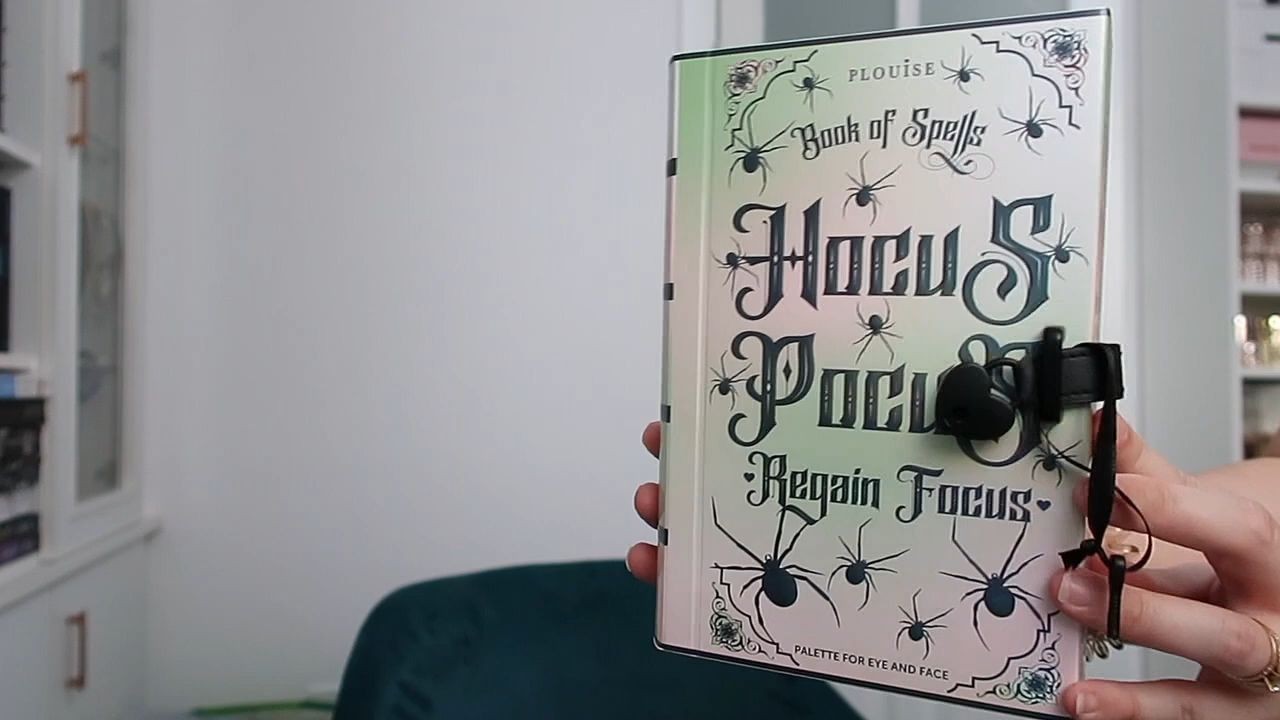 PLOUISE
Book of Spells
HOCUS
POCUS
Regain Focus
PALETTE FOR EYE AND FACE